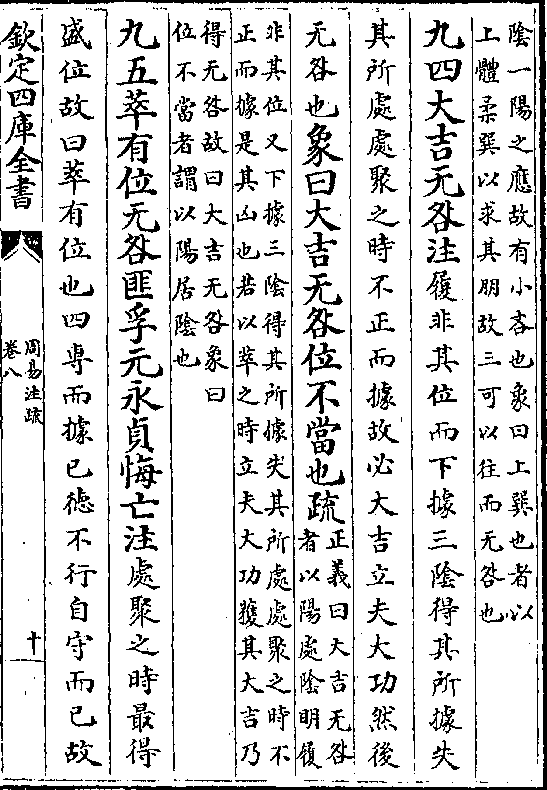 陰一陽之應故有小吝也象曰上巽也者以
上體柔巽以求其朋故三可以往而无咎也
九四大吉无咎注履非其位而下據三陰得其所據失
其所處處聚之時不正而據故必大吉立夫大功然後
无咎也象曰大吉无咎位不當也疏正義曰大吉无咎
者以陽處陰明履
非其位又下據三陰得其所據失其所處處聚之時不
正而據是其凶也若以萃之時立夫大功獲其大吉乃
得无咎故曰大吉无咎象曰
位不當者謂以陽居陰也
九五萃有位无咎匪孚元永貞悔亡注處聚之時最得
盛位故曰萃有位也四專而據已德不行自守而已故
欽定四庫全書
周易注疏
卷八
十